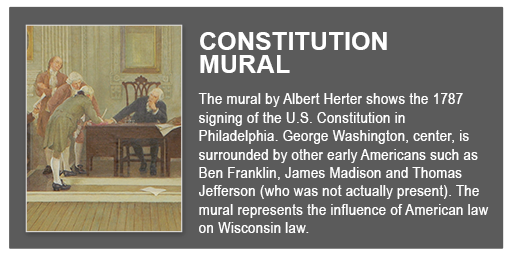 CONSTITUTION
MURAL
The mural by Albert Herter shows the 1787
signing of the U.S. Constitution in
Philadelphia. George Washington, center, is
surrounded by other early Americans such as
Ben Franklin, James Madison and Thomas
Jefferson (who was not actually present). The
mural represents the influence of American law
on Wisconsin law.